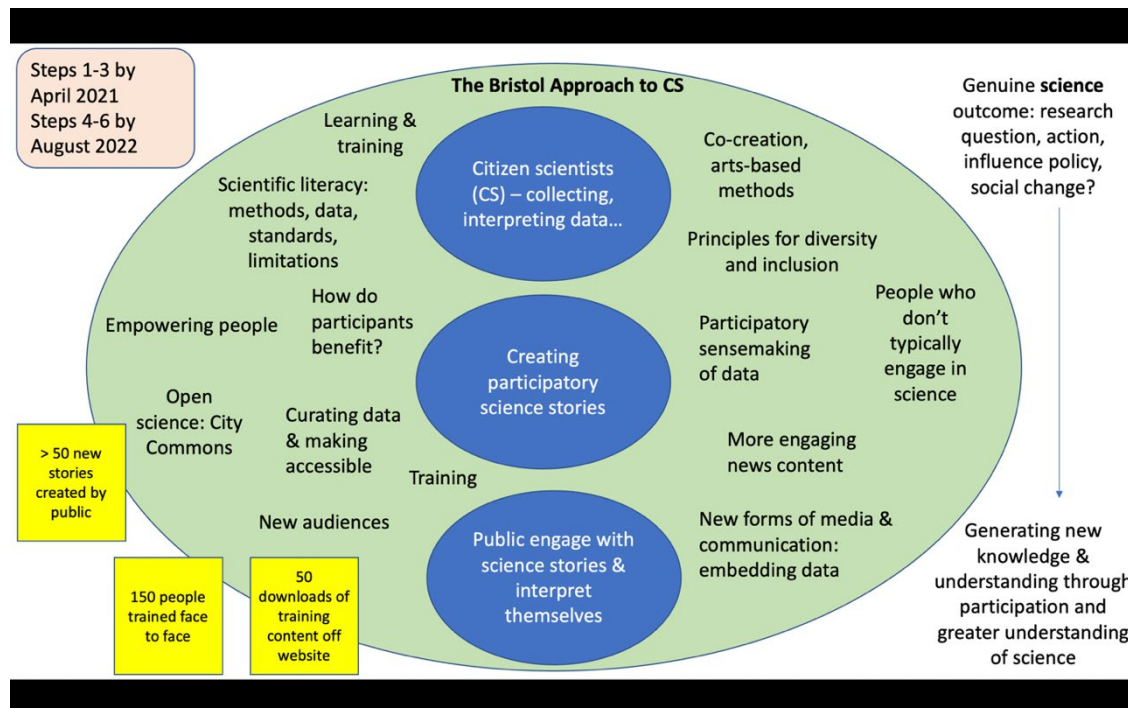 Steps 1-3 by
April 2021
Steps 4-6 by
August 2022
The Bristol Approach to CS
Learning &
training
Scientific literacy:
methods, data,
standards,
limitations
Empowering people
How do
participants
benefit?
Open
science: City
Commons
Curating data
& making
accessible
Training
New audiences
Citizen scientists
(CS) – collecting,
interpreting data...
Creating
participatory
science stories
Public engage with
science stories &
interpret
themselves
Co-creation,
arts-based
methods
Principles for diversity
and inclusion
People who
don’t
typically
engage in
science
Participatory
sensemaking
of data
More engaging
news content
New forms of media &
communication:
embedding data
> 50 new
stories
created by
public
150 people
trained face
to face
50
downloads of
training
content off
website
Genuine science
outcome: research
question, action,
influence policy,
social change?
Generating new
knowledge &
understanding through
participation and
greater understanding
of science